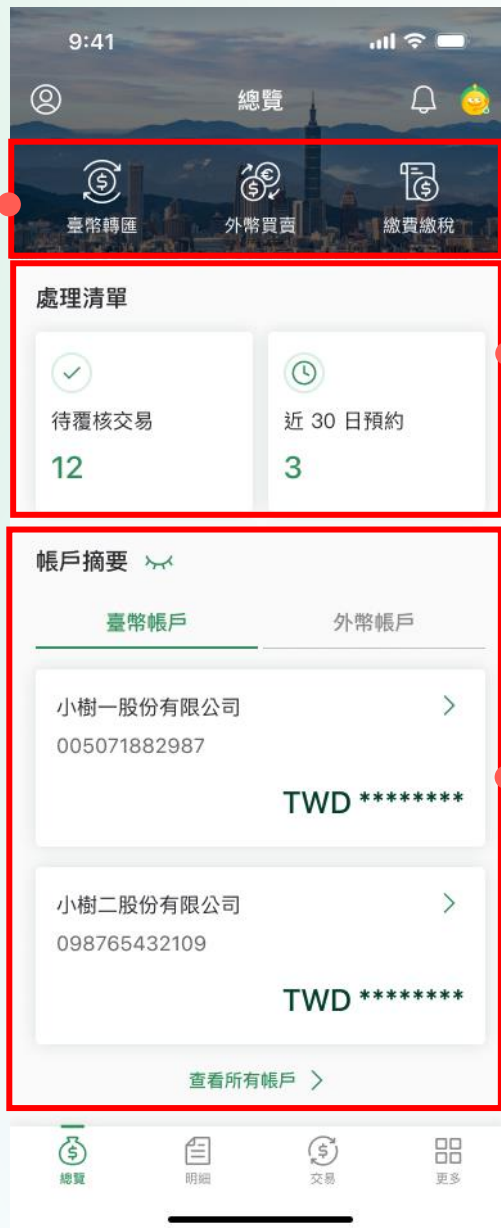 9:41
總覽
臺幣轉匯 外幣買賣 繳費繳稅
處理清單
待覆核交易 近 30 日預約
12 3
帳戶摘要
臺幣帳戶 外幣帳戶
小樹一股份有限公司
005071882987
TWD ********
小樹二股份有限公司
098765432109
TWD ********
查看所有帳戶
總覽 明細 交易 更多